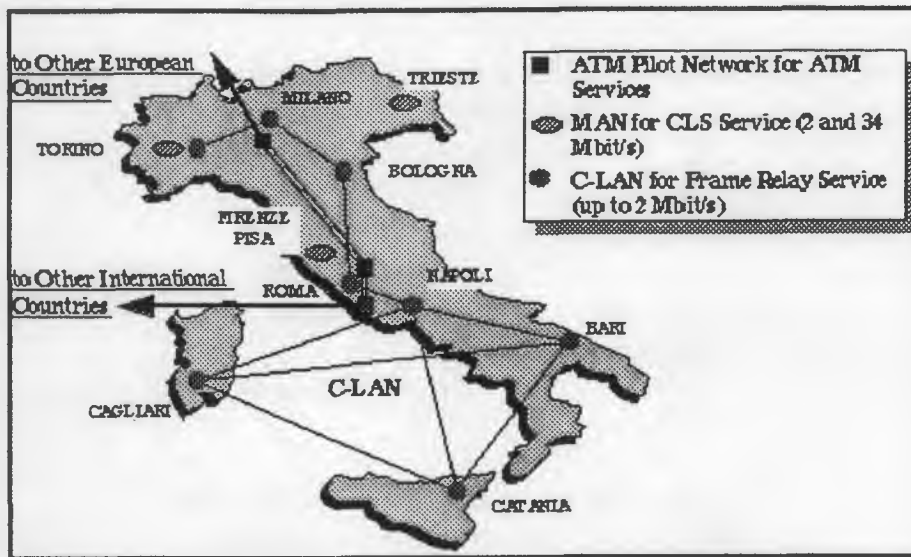 to Other European
Countries
TRIESTE
MILANO
TORINO
BOLOGNA
FIRENZE
PISA
to Other International
Countries
ROMA
NAPOLI
BARI
C-LAN
CAGLIARI
CATANIA
ATM Pilot Network for ATM
Services
MAN for CLS Service (2 and 34
Mbit/s)
C-LAN for Frame Relay Service
(up to 2 Mbit/s)